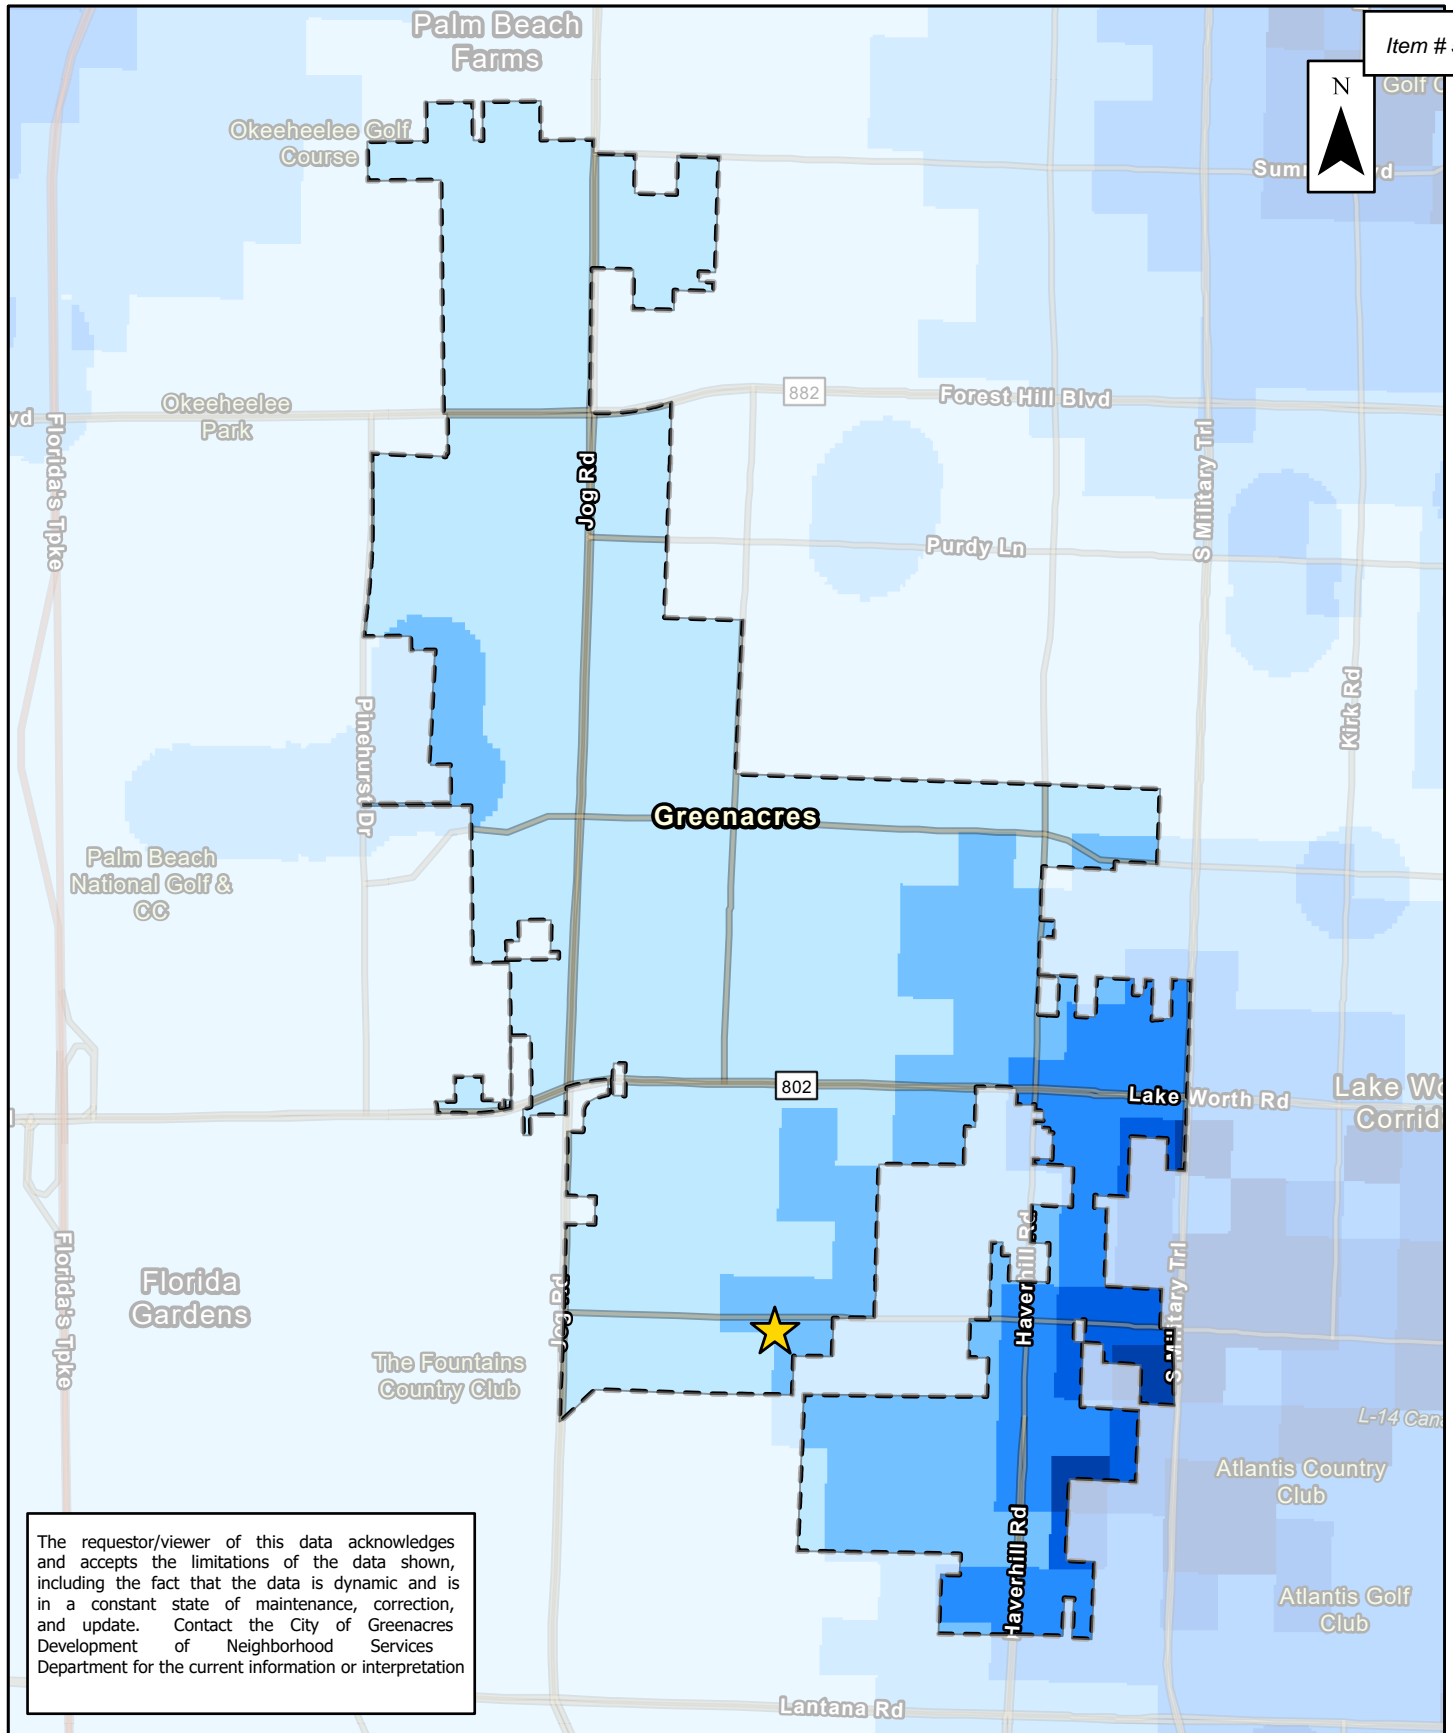 Palm Beach
Farms
Item #
N
Golf
Okeeheelee Golf
Course
882
Forest Hill Blvd
Okeeheelee
Park
vd
Florida's Tpke
Jog Rd
S Military Trl
Purdy Ln
Kirk Rd
Pinehurst Dr
Greenacres
Palm Beach
National Golf &
CC
802
Lake Worth Rd
Lake Wo
Corrid
Haverhill Rd
S Military Trl
Florida's Tpke
Florida
Gardens
Jog Rd
Haverhill Rd
The Fountains
Country Club
L-14 Can
Atlantis Country
Club
Haverhill Rd
Atlantis Golf
Club
Lantana Rd
The requestor/viewer of this data acknowledges
and accepts the limitations of the data shown,
including the fact that the data is dynamic and is
in a constant state of maintenance, correction,
and update. Contact the City of Greenacres
Development of Neighborhood Services
Department for the current information or interpretation